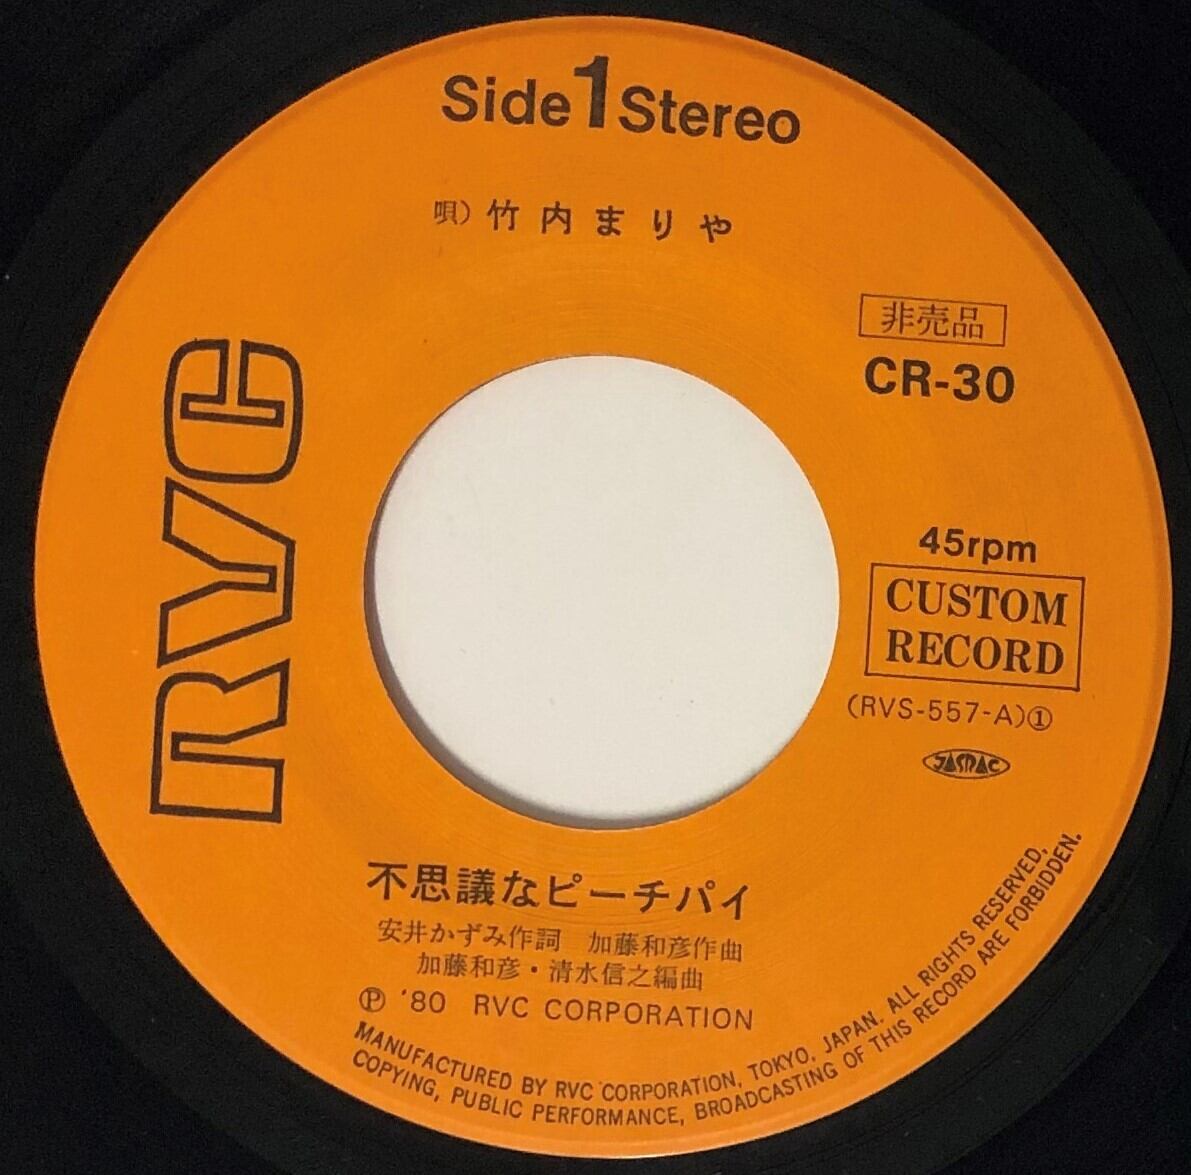 Side 1 Stereo
唄）竹内まりや
非売品
CR-30
RVC
45rpm
CUSTOM
RECORD
(RVS-557-A)①
JASRAC
不思議なピーチパイ
安井かずみ作詞 加藤和彦作曲
加藤和彦・清水信之編曲
Ⓟ '80 RVC CORPORATION
MANUFACTURED BY RVC CORPORATION, TOKYO, JAPAN. ALL RIGHTS RESERVED,
COPYING, PUBLIC PERFORMANCE, BROADCASTING OF THIS RECORD ARE FORBIDDEN.